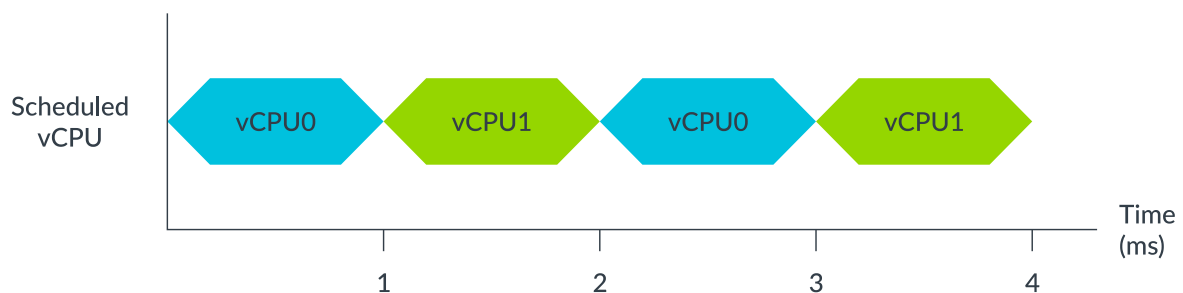 Scheduled
vCPU
vCPU0
vCPU1
vCPU0
vCPU1
Time
(ms)
1
2
3
4